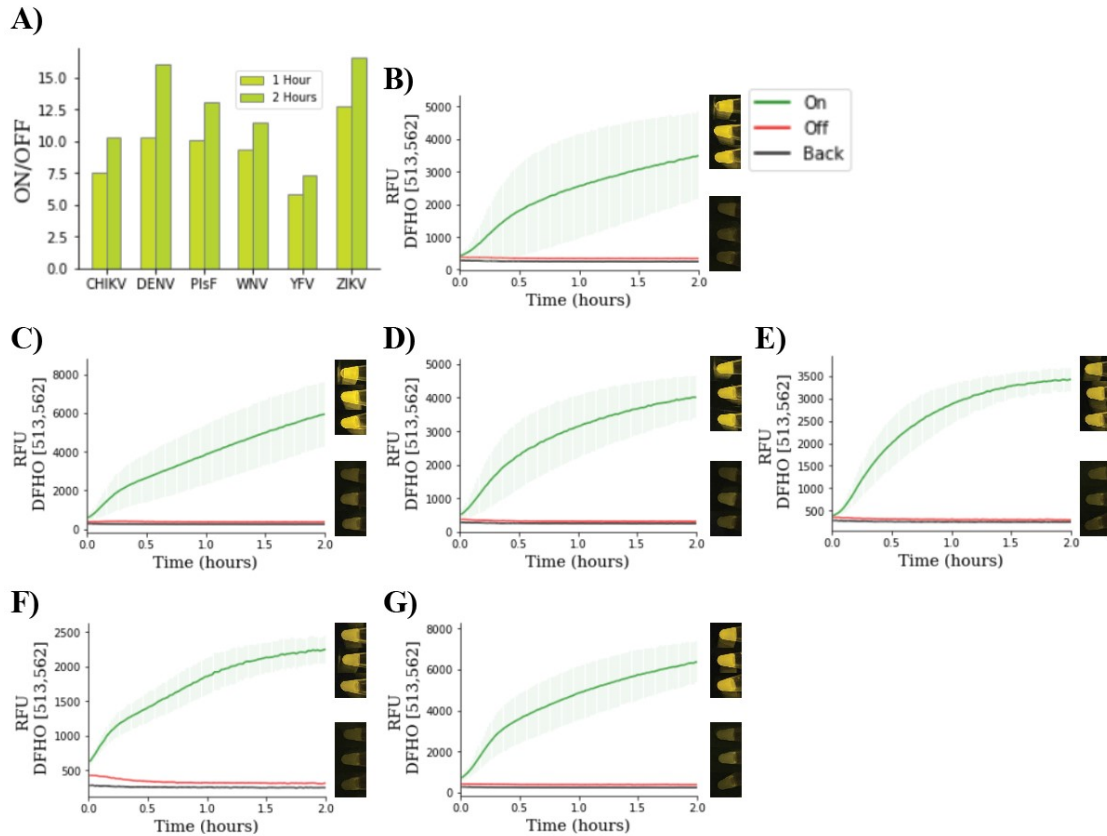 A)
ON/OFF
15.0
12.5
10.0
7.5
5.0
2.5
0.0
1 Hour
2 Hours
CHIKV DENV PlsF WNV YFV ZIKV
B)
RFU
DFHO [513,562]
5000
4000
3000
2000
1000
0
0.0 0.5 1.0 1.5 2.0
Time (hours)
On
Off
Back
C)
RFU
DFHO [513,562]
8000
6000
4000
2000
0
0.0 0.5 1.0 1.5 2.0
Time (hours)
D)
RFU
DFHO [513,562]
5000
4000
3000
2000
1000
0
0.0 0.5 1.0 1.5 2.0
Time (hours)
E)
RFU
DFHO [513,562]
3500
3000
2500
2000
1500
1000
500
0.0 0.5 1.0 1.5 2.0
Time (hours)
F)
RFU
DFHO [513,562]
2500
2000
1500
1000
500
0.0 0.5 1.0 1.5 2.0
Time (hours)
G)
RFU
DFHO [513,562]
8000
6000
4000
2000
0
0.0 0.5 1.0 1.5 2.0
Time (hours)